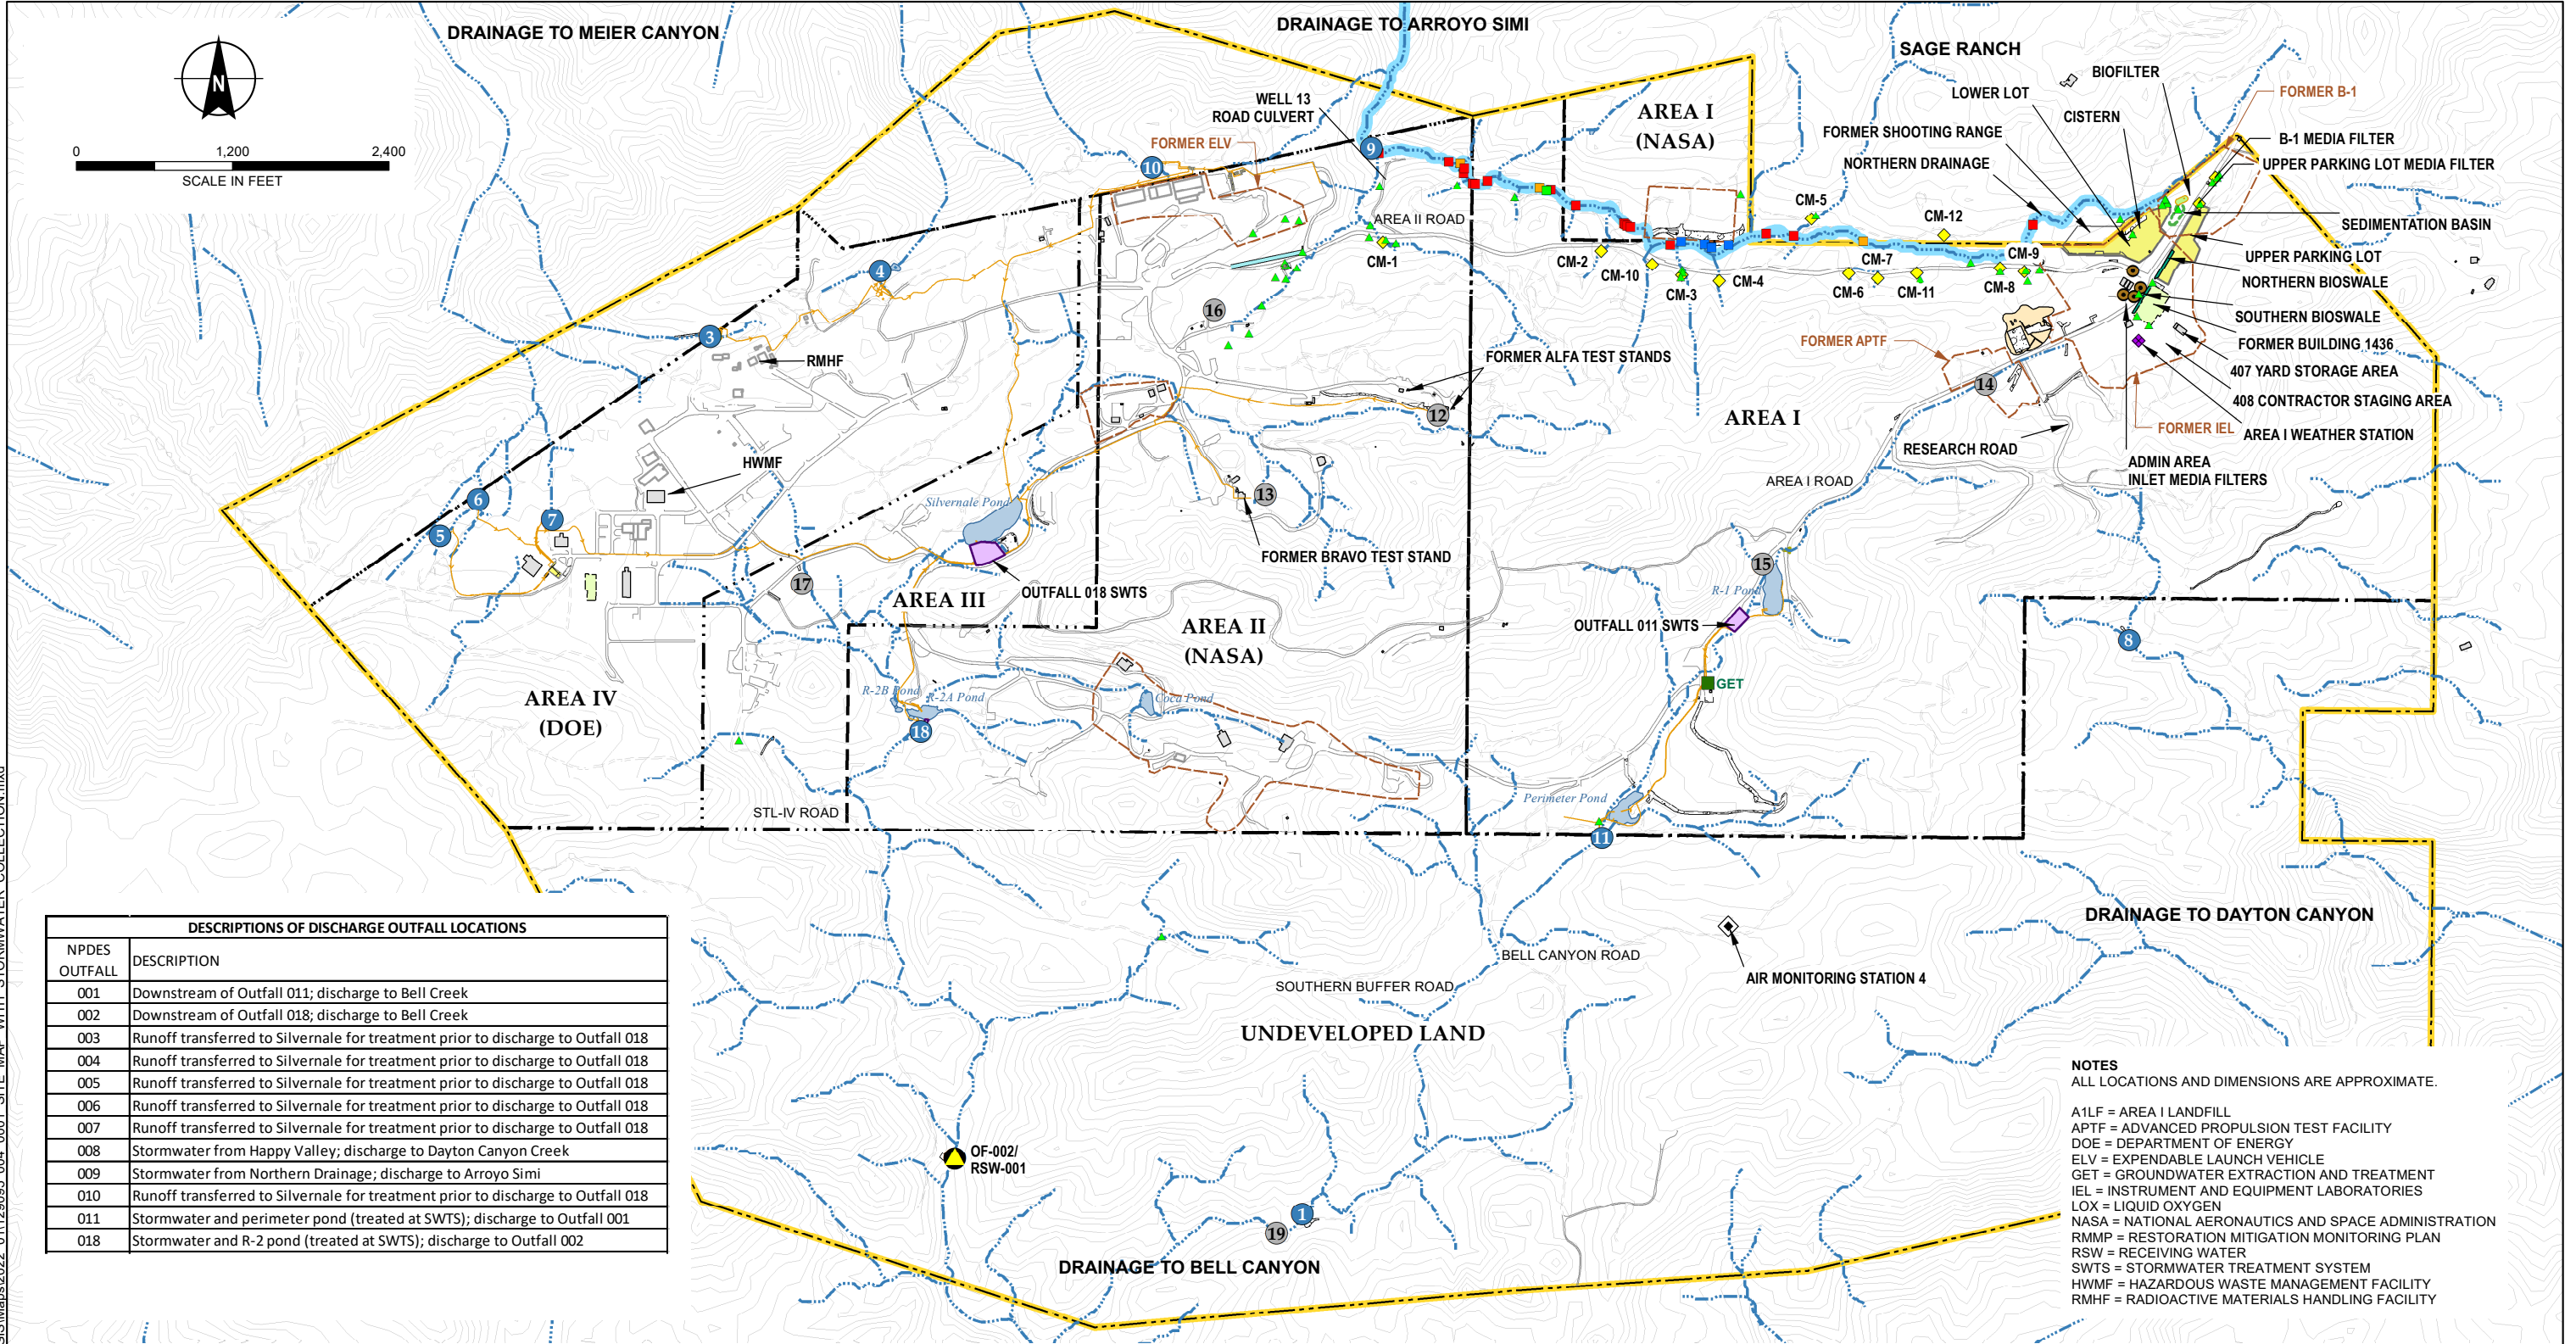 DRAINAGE TO MEIER CANYON
DRAINAGE TO ARROYO SIMI
SAGE RANCH
N
0 1,200 2,400
SCALE IN FEET
WELL 13
ROAD CULVERT
AREA I
(NASA)
BIOFILTER
LOWER LOT
FORMER B-1
CISTERN
FORMER SHOOTING RANGE
B-1 MEDIA FILTER
NORTHERN DRAINAGE
UPPER PARKING LOT MEDIA FILTER
FORMER ELV
9
10
AREA II ROAD
CM-5
CM-12
SEDIMENTATION BASIN
CM-1
CM-2
CM-10
CM-3
CM-4
CM-7
CM-6
CM-11
CM-9
CM-8
UPPER PARKING LOT
NORTHERN BIOSWALE
SOUTHERN BIOSWALE
FORMER BUILDING 1436
407 YARD STORAGE AREA
408 CONTRACTOR STAGING AREA
AREA I WEATHER STATION
4
3
16
RMHF
FORMER ALFA TEST STANDS
FORMER APTF
14
12
AREA I
FORMER IEL
RESEARCH ROAD
ADMIN AREA
INLET MEDIA FILTERS
HWMF
AREA I ROAD
6
7
5
Silvernale Pond
13
FORMER BRAVO TEST STAND
17
OUTFALL 018 SWTS
AREA III
15
R-1 Pond
OUTFALL 011 SWTS
AREA II
(NASA)
8
GET
AREA IV
(DOE)
R-2B Pond
R-2A Pond
Coca Pond
18
STL-IV ROAD
Perimeter Pond
11
DRAINAGE TO DAYTON CANYON
BELL CANYON ROAD
AIR MONITORING STATION 4
SOUTHERN BUFFER ROAD
UNDEVELOPED LAND
OF-002/
RSW-001
1
19
DRAINAGE TO BELL CANYON
DESCRIPTIONS OF DISCHARGE OUTFALL LOCATIONS
NPDES
OUTFALL DESCRIPTION
001 Downstream of Outfall 011; discharge to Bell Creek
002 Downstream of Outfall 018; discharge to Bell Creek
003 Runoff transferred to Silvernale for treatment prior to discharge to Outfall 018
004 Runoff transferred to Silvernale for treatment prior to discharge to Outfall 018
005 Runoff transferred to Silvernale for treatment prior to discharge to Outfall 018
006 Runoff transferred to Silvernale for treatment prior to discharge to Outfall 018
007 Runoff transferred to Silvernale for treatment prior to discharge to Outfall 018
008 Stormwater from Happy Valley; discharge to Dayton Canyon Creek
009 Stormwater from Northern Drainage; discharge to Arroyo Simi
010 Runoff transferred to Silvernale for treatment prior to discharge to Outfall 018
011 Stormwater and perimeter pond (treated at SWTS); discharge to Outfall 001
018 Stormwater and R-2 pond (treated at SWTS); discharge to Outfall 002
NOTES
ALL LOCATIONS AND DIMENSIONS ARE APPROXIMATE.
A1LF = AREA I LANDFILL
APTF = ADVANCED PROPULSION TEST FACILITY
DOE = DEPARTMENT OF ENERGY
ELV = EXPENDABLE LAUNCH VEHICLE
GET = GROUNDWATER EXTRACTION AND TREATMENT
IEL = INSTRUMENT AND EQUIPMENT LABORATORIES
LOX = LIQUID OXYGEN
NASA = NATIONAL AERONAUTICS AND SPACE ADMINISTRATION
RMMP = RESTORATION MITIGATION MONITORING PLAN
RSW = RECEIVING WATER
SWTS = STORMWATER TREATMENT SYSTEM
HWMF = HAZARDOUS WASTE MANAGEMENT FACILITY
RMHF = RADIOACTIVE MATERIALS HANDLING FACILITY